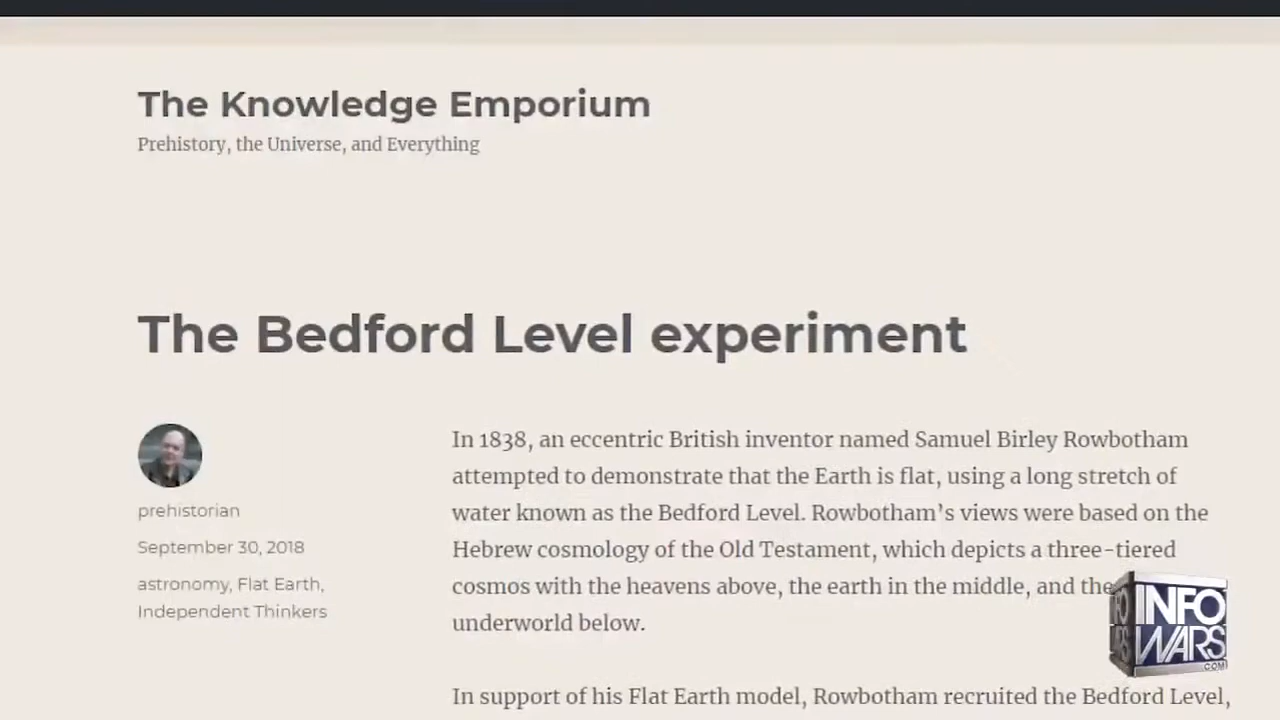 The Knowledge Emporium
Prehistory, the Universe, and Everything
The Bedford Level experiment
prehistorian
September 30, 2018
astronomy, Flat Earth,
Independent Thinkers
In 1838, an eccentric British inventor named Samuel Birley Rowbotham
attempted to demonstrate that the Earth is flat, using a long stretch of
water known as the Bedford Level. Rowbotham’s views were based on the
Hebrew cosmology of the Old Testament, which depicts a three-tiered
cosmos with the heavens above, the earth in the middle, and the
underworld below.
In support of his Flat Earth model, Rowbotham recruited the Bedford Level,
INFO
WARS
.COM